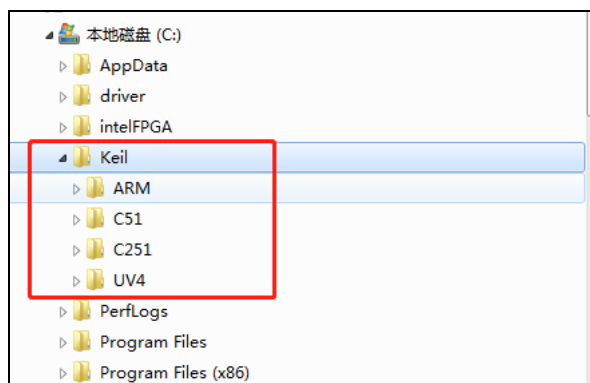 本地磁盘 (C:)
AppData
driver
intelFPGA
Keil
ARM
C51
C251
UV4
PerfLogs
Program Files
Program Files (x86)